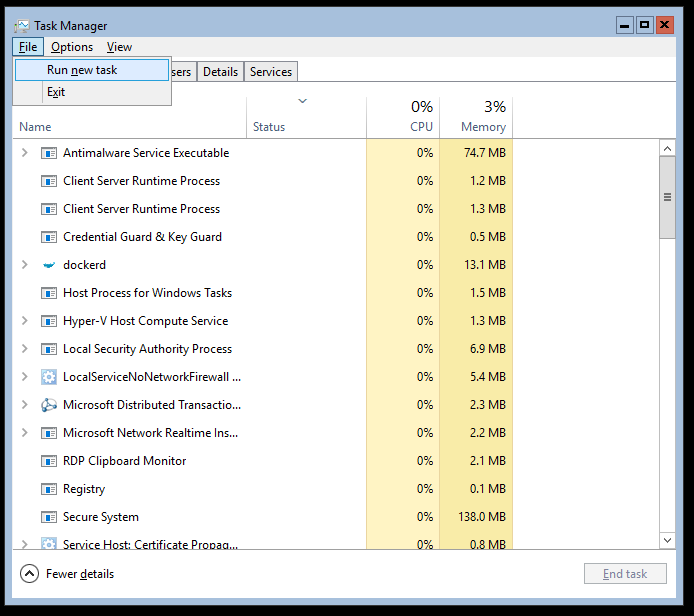 Task Manager
File Options View
Run new task
Exit
sers Details Services
0% 3%
Name Status CPU Memory
Antimalware Service Executable 0% 74.7 MB
Client Server Runtime Process 0% 1.2 MB
Client Server Runtime Process 0% 1.3 MB
Credential Guard & Key Guard 0% 0.5 MB
dockerd 0% 13.1 MB
Host Process for Windows Tasks 0% 1.5 MB
Hyper-V Host Compute Service 0% 1.3 MB
Local Security Authority Process 0% 6.9 MB
LocalServiceNoNetworkFirewall ... 0% 5.4 MB
Microsoft Distributed Transactio... 0% 2.3 MB
Microsoft Network Realtime Ins... 0% 2.2 MB
RDP Clipboard Monitor 0% 2.1 MB
Registry 0% 0.1 MB
Secure System 0% 138.0 MB
Service Host: Certificate Propag... 0% 0.8 MB
Fewer details End task